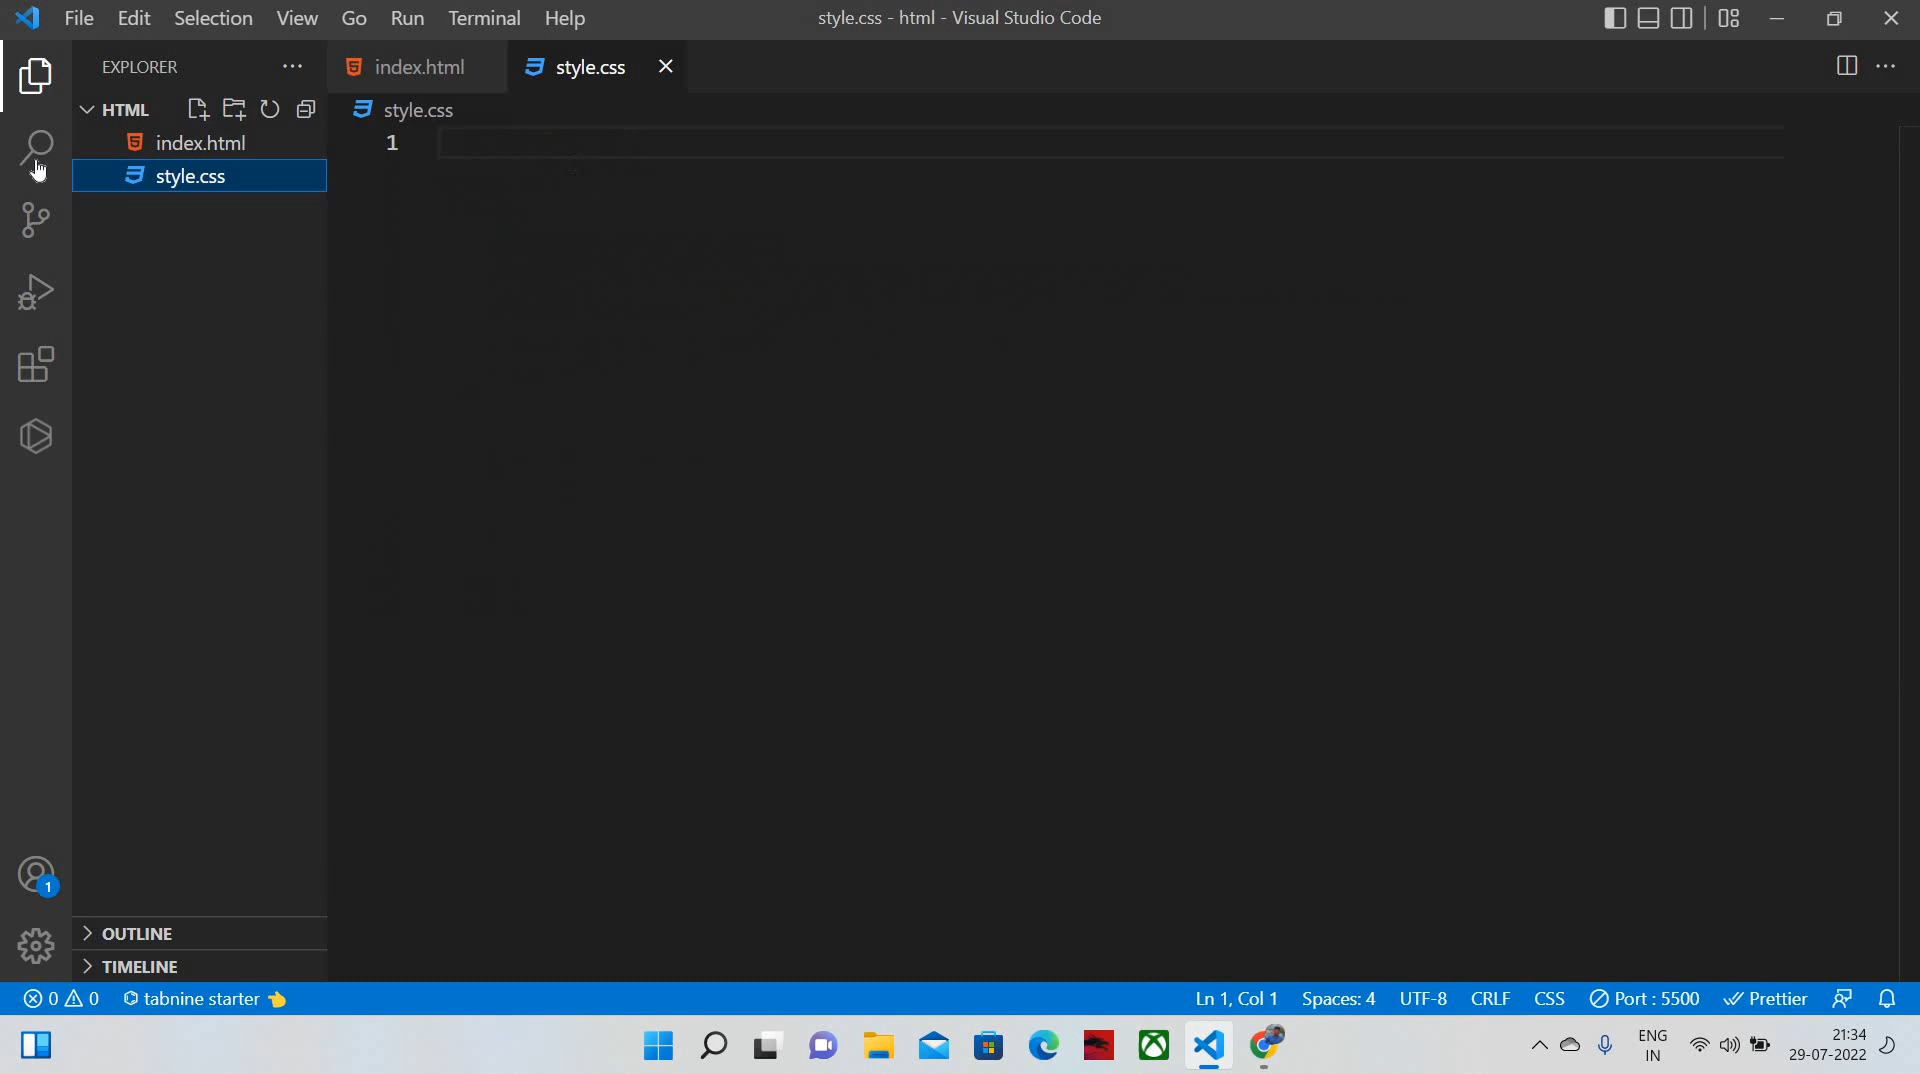 File Edit Selection View Go Run Terminal Help
style.css - html - Visual Studio Code
EXPLORER
index.html
style.css
HTML
style.css
1
index.html
style.css
1
OUTLINE
TIMELINE
0 0 tabnine starter
Ln 1, Col 1 Spaces: 4 UTF-8 CRLF CSS Port : 5500 Prettier
ENG
IN
21:34
29-07-2022